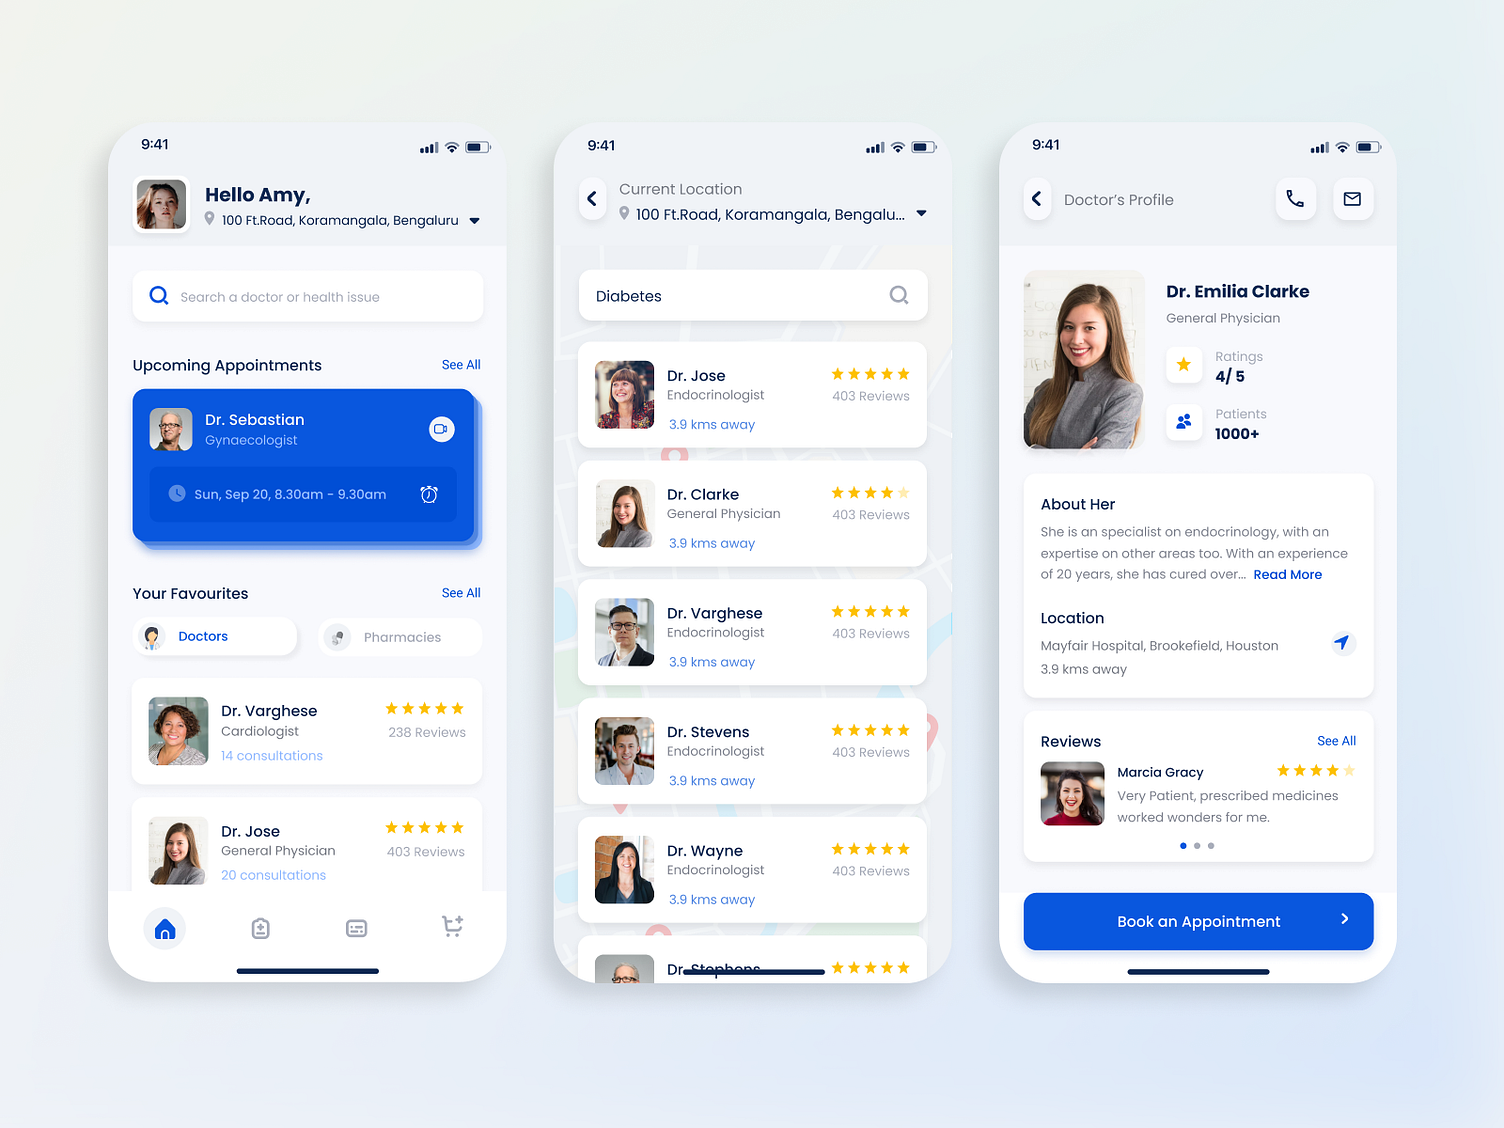 9:41
Hello Amy,
100 Ft.Road, Koramangala, Bengaluru
Search a doctor or health issue
Upcoming Appointments
See All
Dr. Sebastian
Gynaecologist
Sun, Sep 20, 8.30am - 9.30am
Your Favourites
See All
Doctors
Pharmacies
Dr. Varghese
Cardiologist
238 Reviews
14 consultations
Dr. Jose
General Physician
403 Reviews
20 consultations
9:41
Current Location
100 Ft.Road, Koramangala, Bengalu...
Diabetes
Dr. Jose
Endocrinologist
403 Reviews
3.9 kms away
Dr. Clarke
General Physician
403 Reviews
3.9 kms away
Dr. Varghese
Endocrinologist
403 Reviews
3.9 kms away
Dr. Stevens
Endocrinologist
403 Reviews
3.9 kms away
Dr. Wayne
Endocrinologist
403 Reviews
3.9 kms away
Dr. Stephens
9:41
Doctor's Profile
Dr. Emilia Clarke
General Physician
Ratings
4/ 5
Patients
1000+
About Her
She is an specialist on endocrinology, with an
expertise on other areas too. With an experience
of 20 years, she has cured over... Read More
Location
Mayfair Hospital, Brookefield, Houston
3.9 kms away
Reviews
See All
Marcia Gracy
Very Patient, prescribed medicines
worked wonders for me.
Book an Appointment